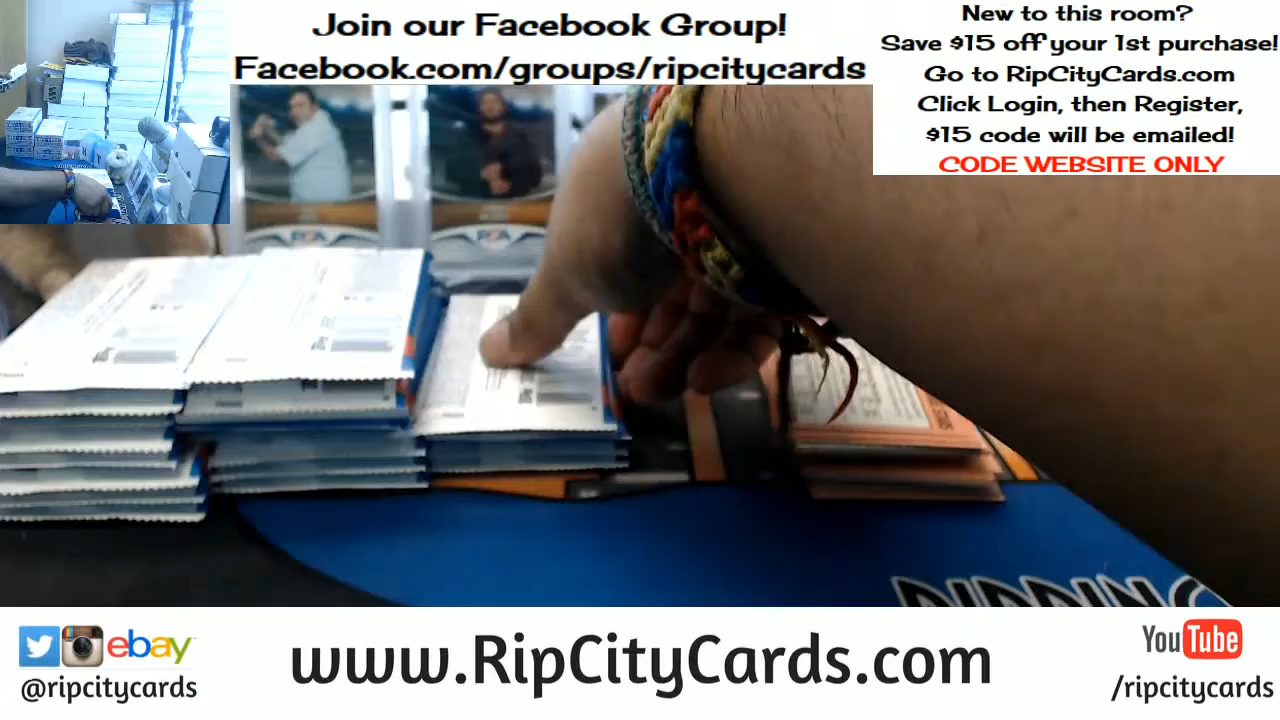 Join our Facebook Group!
Facebook.com/groups/ripcitycards
New to this room?
Save $15 off your 1st purchase!
Go to RipCityCards.com
Click Login, then Register,
$15 code will be emailed!
CODE WEBSITE ONLY
RIPPING
ebay
@ripcitycards
www.RipCityCards.com
YouTube
/ripcitycards